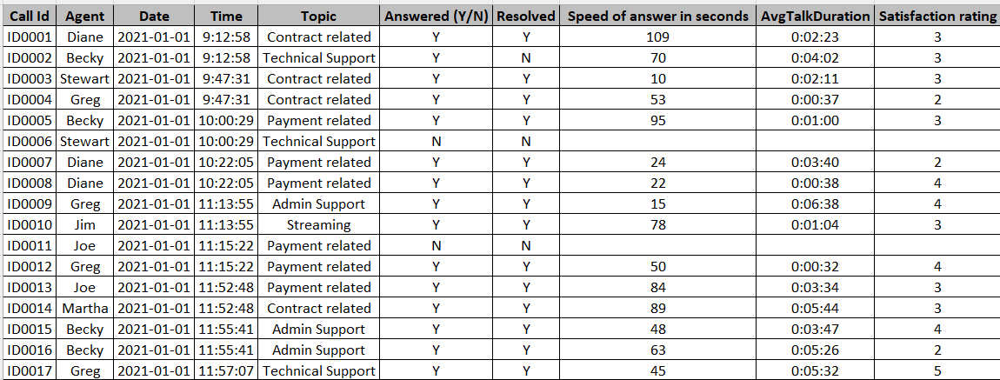 Call Id Agent Date Time Topic Answered (Y/N) Resolved Speed of answer in seconds AvgTalkDuration Satisfaction rating
ID0001 Diane 2021-01-01 9:12:58 Contract related Y Y 109 0:02:23 3
ID0002 Becky 2021-01-01 9:12:58 Technical Support Y N 70 0:04:02 3
ID0003 Stewart 2021-01-01 9:47:31 Contract related Y Y 10 0:02:11 3
ID0004 Greg 2021-01-01 9:47:31 Contract related Y Y 53 0:00:37 2
ID0005 Becky 2021-01-01 10:00:29 Payment related Y Y 95 0:01:00 3
ID0006 Stewart 2021-01-01 10:00:29 Technical Support N N
ID0007 Diane 2021-01-01 10:22:05 Payment related Y Y 24 0:03:40 2
ID0008 Diane 2021-01-01 10:22:05 Payment related Y Y 22 0:00:38 4
ID0009 Greg 2021-01-01 11:13:55 Admin Support Y Y 15 0:06:38 4
ID0010 Jim 2021-01-01 11:13:55 Streaming Y Y 78 0:01:04 3
ID0011 Joe 2021-01-01 11:15:22 Payment related N N
ID0012 Greg 2021-01-01 11:15:22 Payment related Y Y 50 0:00:32 4
ID0013 Joe 2021-01-01 11:52:48 Payment related Y Y 84 0:03:34 3
ID0014 Martha 2021-01-01 11:52:48 Contract related Y Y 89 0:05:44 3
ID0015 Becky 2021-01-01 11:55:41 Admin Support Y Y 48 0:03:47 4
ID0016 Becky 2021-01-01 11:55:41 Admin Support Y Y 63 0:05:26 2
ID0017 Greg 2021-01-01 11:57:07 Technical Support Y Y 45 0:05:32 5